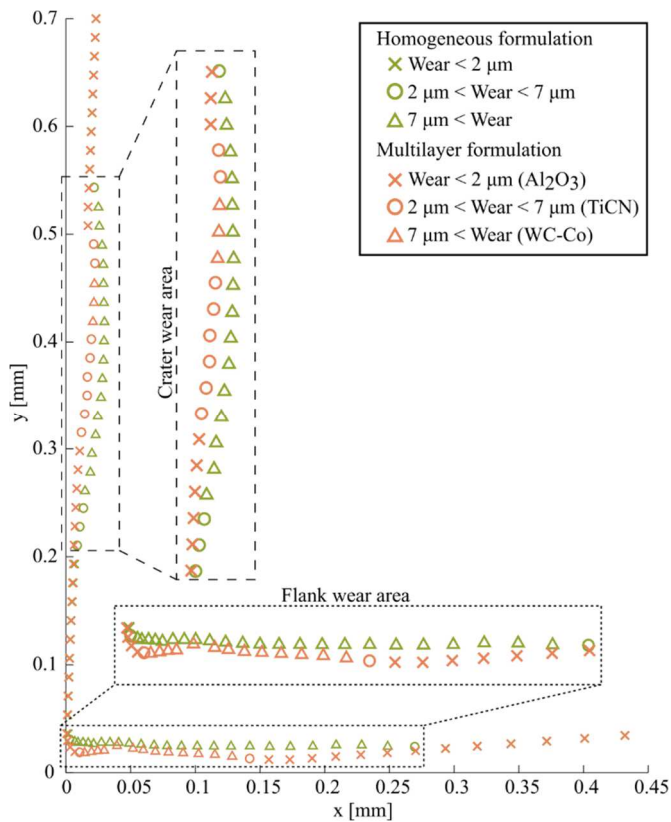 0.7
0.6
0.5
0.4
0.3
0.2
0.1
0
y [mm]
Crater wear area
Homogeneous formulation
Wear < 2 μm
2 μm < Wear < 7 μm
7 μm < Wear
Multilayer formulation
Wear < 2 μm (Al₂O₃)
2 μm < Wear < 7 μm (TiCN)
7 μm < Wear (WC-Co)
Flank wear area
0 0.05 0.1 0.15 0.2 0.25 0.3 0.35 0.4 0.45
x [mm]